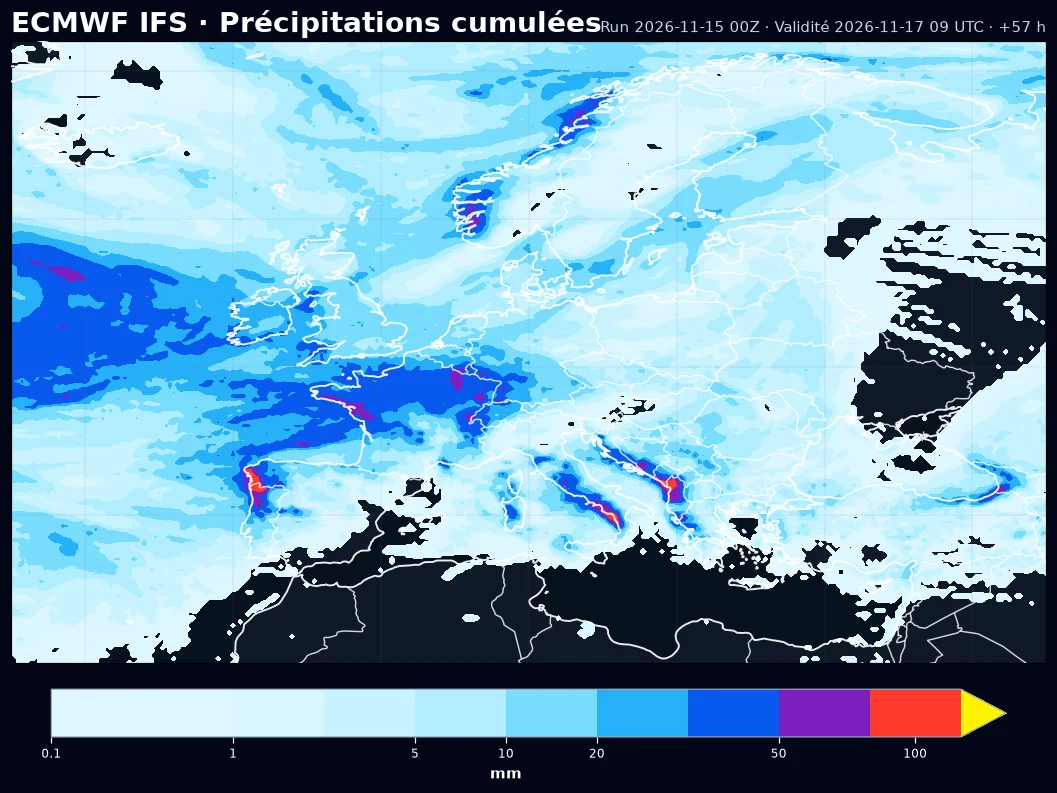 ECMWF IFS · Précipitations cumulées
Run 2026-11-15 00Z · Validité 2026-11-17 09 UTC · +57 h
0.1 1 5 10 20 50 100
mm